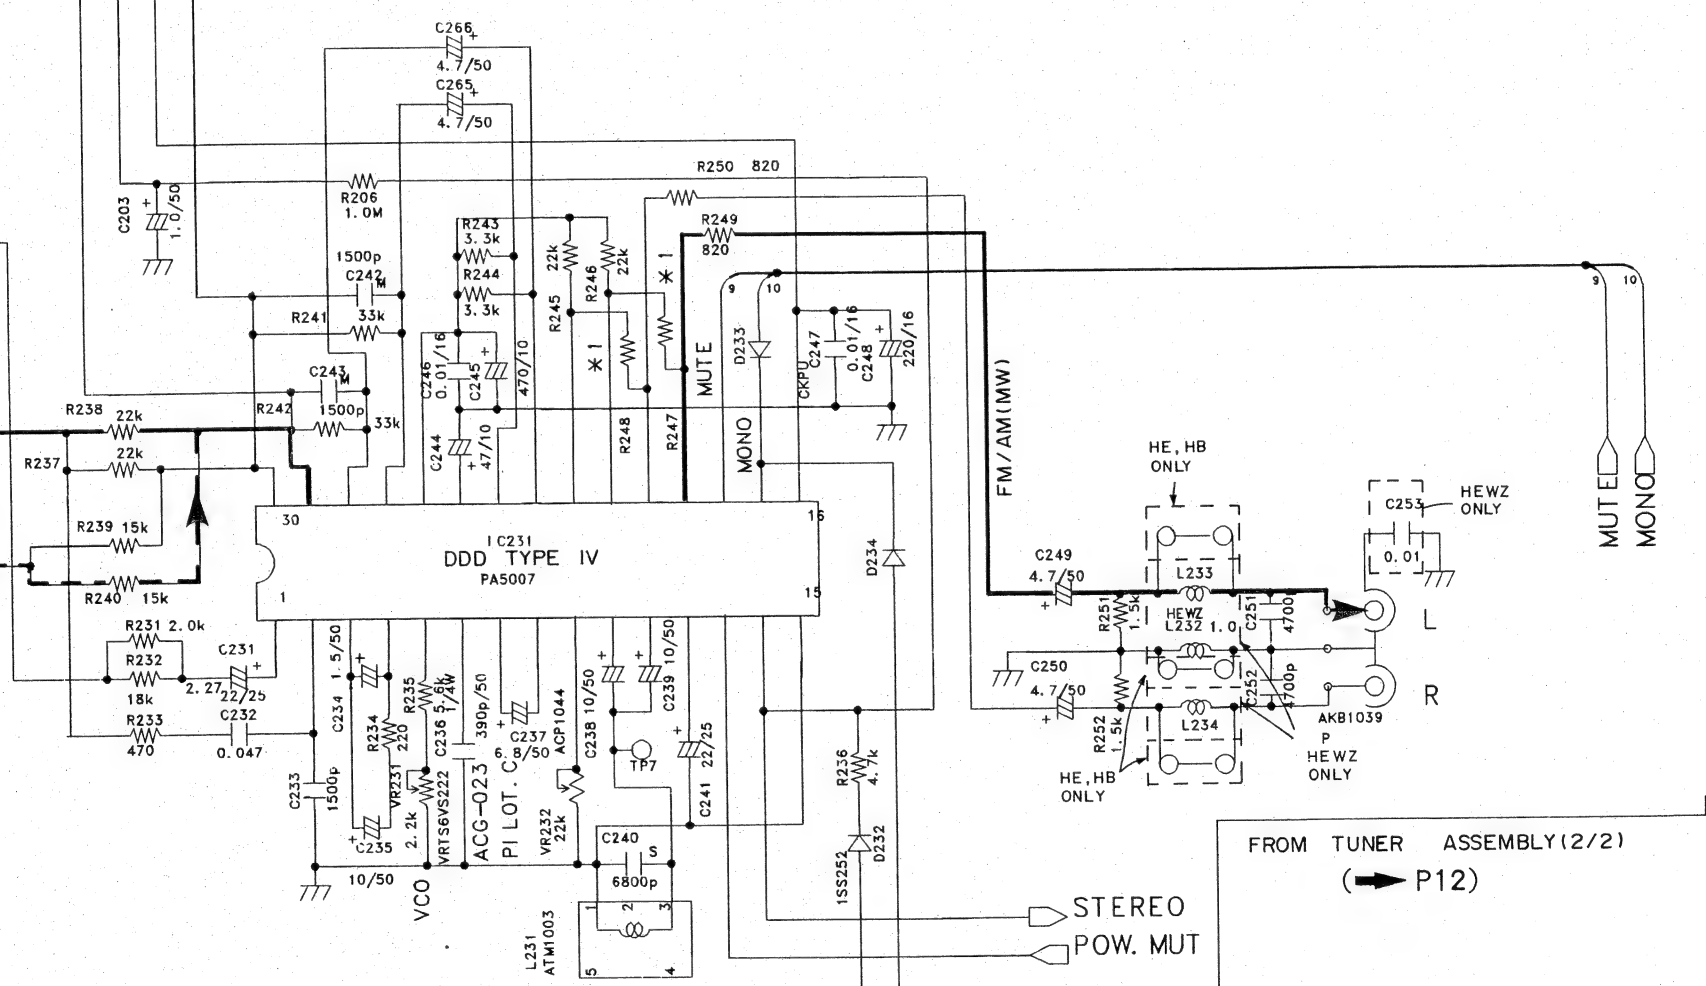 C266
+
4.7/50
C265
+
4.7/50
R250 820
R206
1.0M
C203
+
1.0/50
R243
3.3k
R244
3.3k
R249
820
22k
R245
R246
22k
*1
*1
1500p
C242
M
R241
33k
C243
M
1500p
R242
33k
R238
22k
R237
22k
R239 15k
R240 15k
C246
0.01/16
C245
+
470/10
C244
+
47/10
R248
R247
MUTE
MONO
9
10
D233
CKPU
C247
0.01/16
C248
+
220/16
FM/AM(MW)
9
10
MUTE
MONO
HE,HB
ONLY
HEWZ
ONLY
C253
0.01
30
16
IC231
DDD TYPE IV
PA5007
1
15
D234
C249
4.7/50
+
L233
HEWZ
L232 1.0
R251
1.5k
C251
4700p
L
C250
4.7/50
+
R252
1.5k
L234
C252
4700p
R
AKB1039
P
HEWZ
ONLY
HE,HB
ONLY
R231 2.0k
R232
18k
C231
+
2.27
22/25
R233
470
C232
0.047
C233
1500p
C234
+
1.5/50
R234
220
C235
+
10/50
R235
5.6k
1/4W
VR231
2.2k
VRTS6VS222
VCO
C236
390p/50
ACG-023
PILOT. C.
+
C237
6.8/50
ACP1044
VR232
22k
C238
10/50
+
C239
10/50
+
TP7
+
22/25
C241
C240
S
6800p
L231
ATM1003
1
2
3
5
4
R236
4.7k
D232
1SS252
STEREO
POW. MUT
FROM TUNER ASSEMBLY(2/2)
(➡ P12)